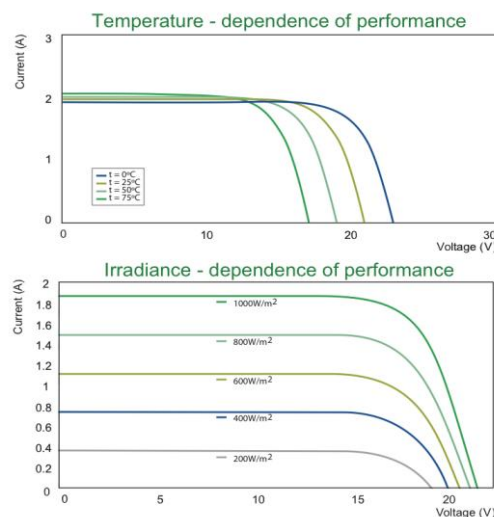 Temperature - dependence of performance
Current (A)
3
2
1
0
t = 0ºC
t = 25ºC
t = 50ºC
t = 75ºC
0
10
20
30
Voltage (V)
Irradiance - dependence of performance
Current (A)
2
1.8
1.6
1.4
1.2
1
0.8
0.6
0.4
0.2
0
1000W/m2
800W/m2
600W/m2
400W/m2
200W/m2
0
5
10
15
20
Voltage (V)